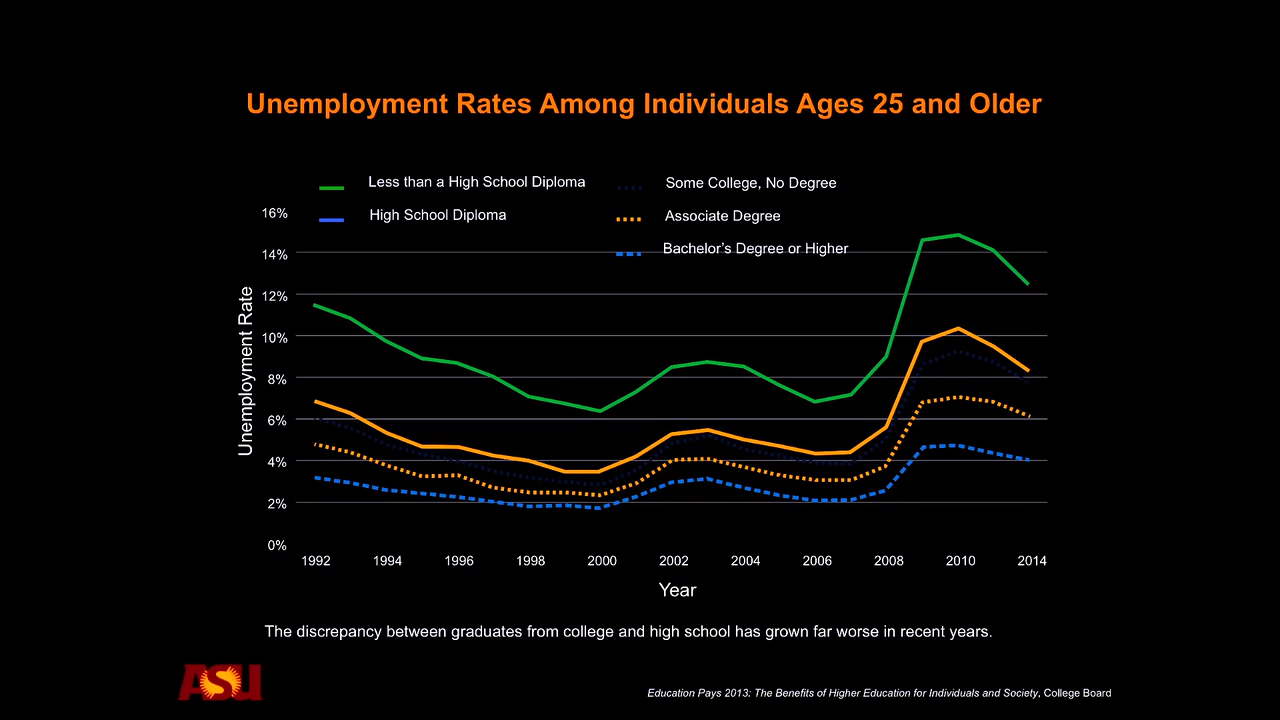 Unemployment Rates Among Individuals Ages 25 and Older
Less than a High School Diploma
Some College, No Degree
High School Diploma
Associate Degree
Bachelor’s Degree or Higher
16%
14%
12%
10%
8%
6%
4%
2%
0%
Unemployment Rate
1992 1994 1996 1998 2000 2002 2004 2006 2008 2010 2014
Year
The discrepancy between graduates from college and high school has grown far worse in recent years.
ASU
Education Pays 2013: The Benefits of Higher Education for Individuals and Society, College Board